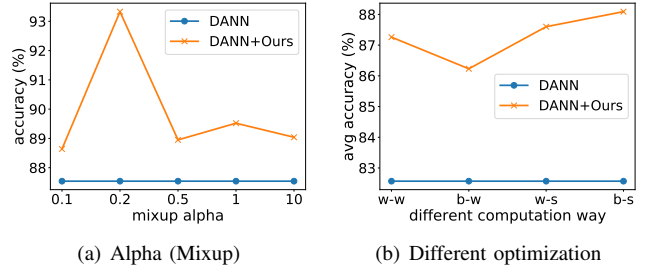 accuracy (%)
93
92
91
90
89
88
0.1 0.2 0.5 1 10
mixup alpha
DANN
DANN+Ours
(a) Alpha (Mixup)
avg accuracy (%)
88
87
86
85
84
83
w-w b-w w-s b-s
different computation way
DANN
DANN+Ours
(b) Different optimization